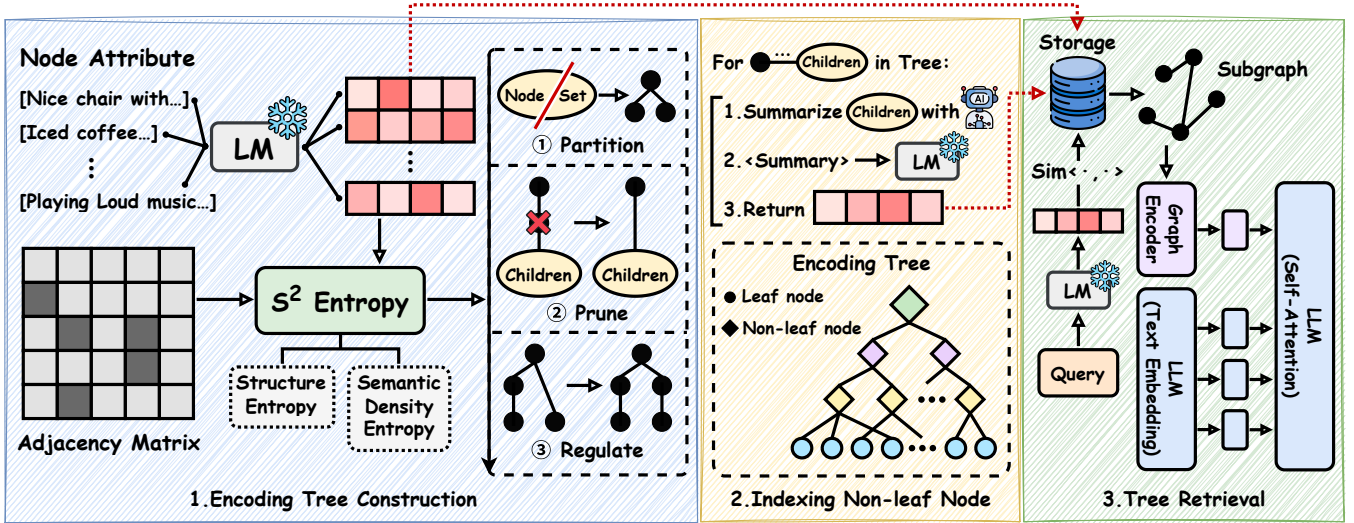 Node Attribute
[Nice chair with...]
[Iced coffee...]
[Playing Loud music...]
LM
Adjacency Matrix
S² Entropy
Structure
Entropy
Semantic
Density
Entropy
Node Set
① Partition
Children
Children
② Prune
③ Regulate
1.Encoding Tree Construction
For ... Children in Tree:
1.Summarize Children with
AI
2.<Summary> LM
3.Return
Encoding Tree
Leaf node
Non-leaf node
2.Indexing Non-leaf Node
Storage
Subgraph
Sim<·,·>
LM
Query
Graph
Encoder
LLM
(Text Embedding)
LLM
(Self-Attention)
3.Tree Retrieval